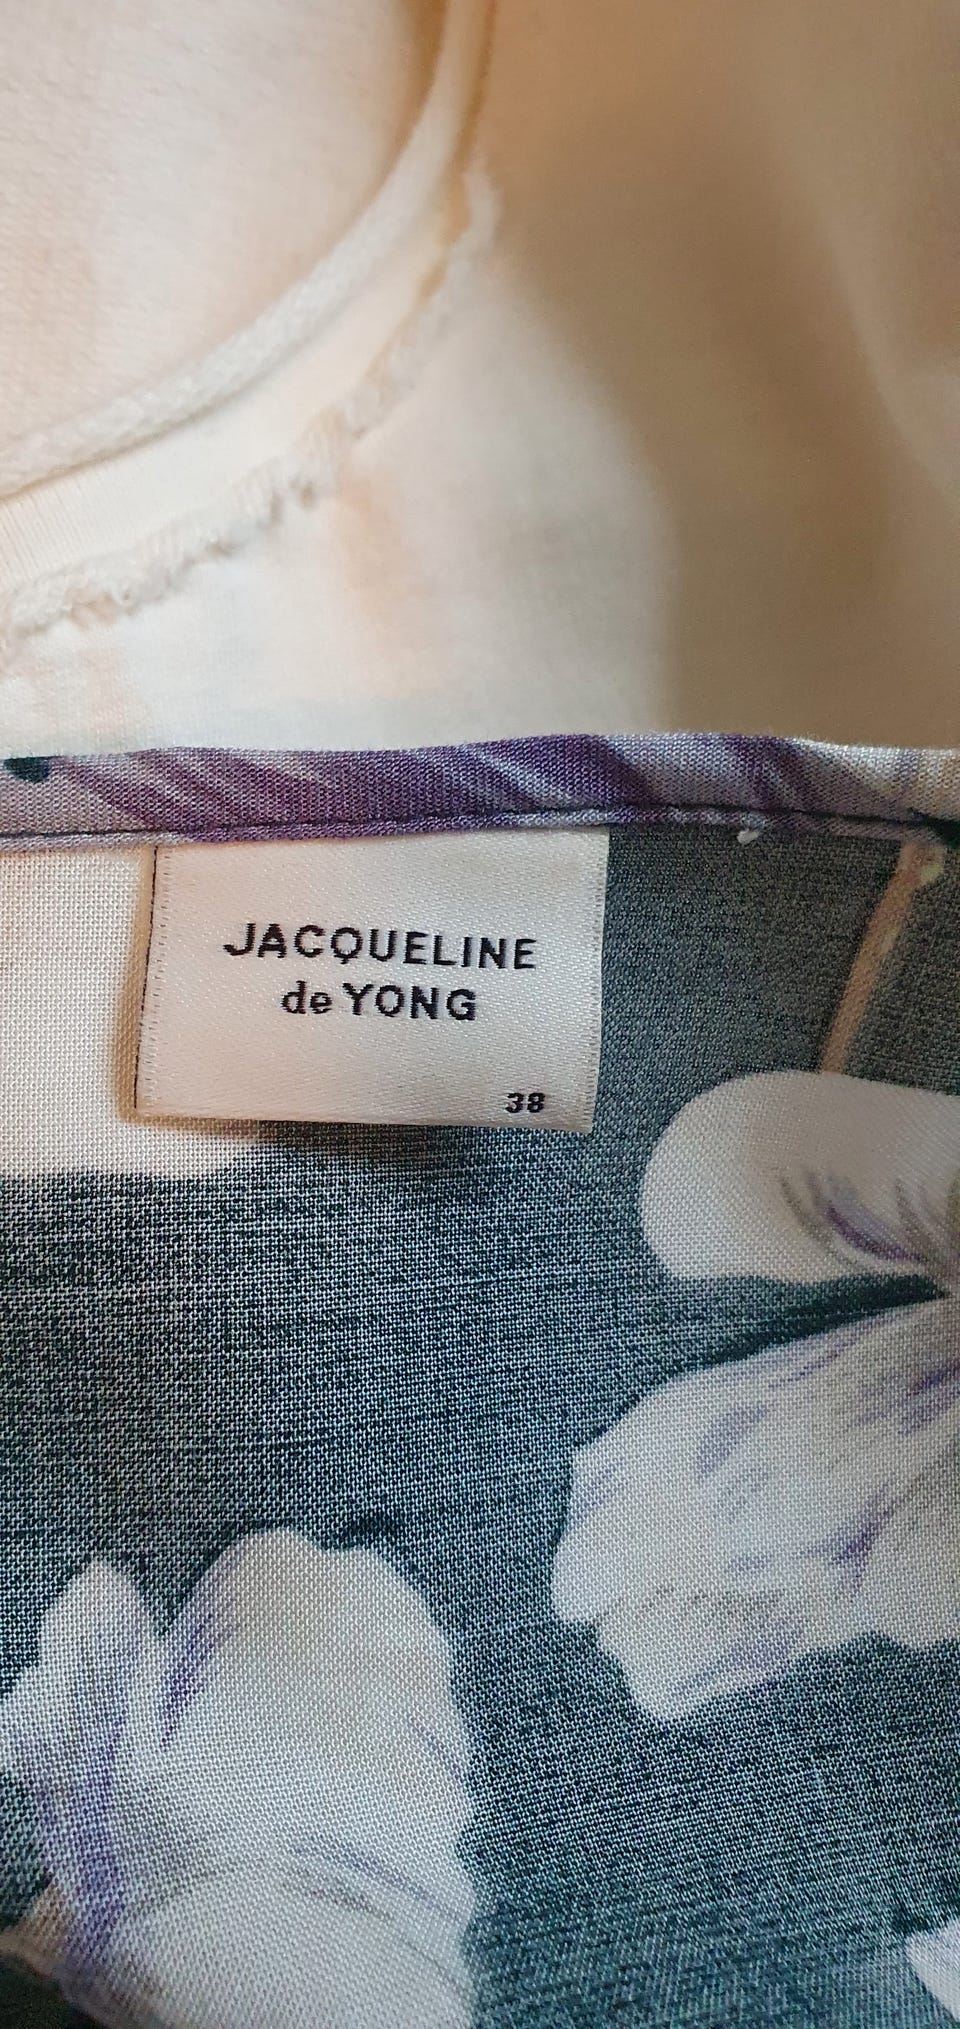 JACQUELINE
de YONG
38